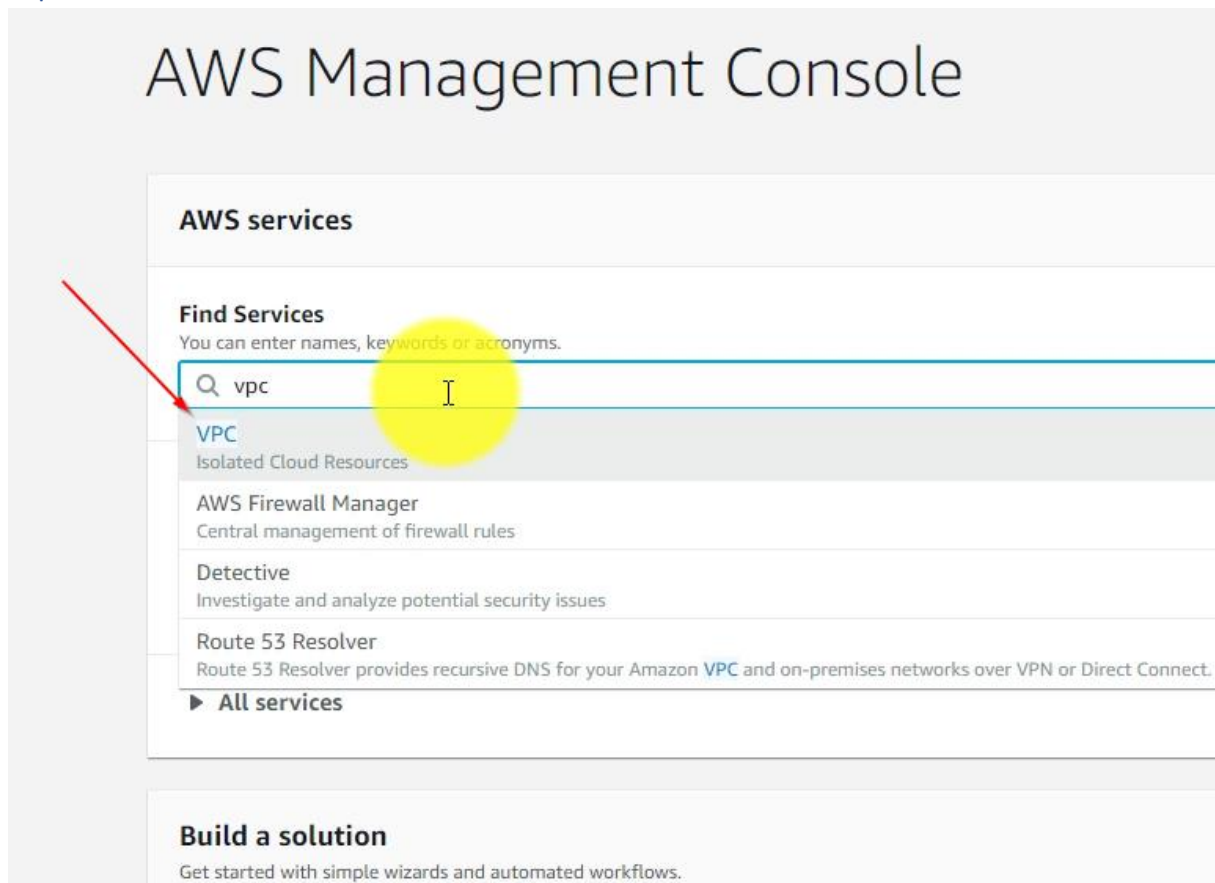 AWS Management Console
AWS services
Find Services
You can enter names, keywords or acronyms.
vpc
VPC
Isolated Cloud Resources
AWS Firewall Manager
Central management of firewall rules
Detective
Investigate and analyze potential security issues
Route 53 Resolver
Route 53 Resolver provides recursive DNS for your Amazon VPC and on-premises networks over VPN or Direct Connect.
All services
Build a solution
Get started with simple wizards and automated workflows.